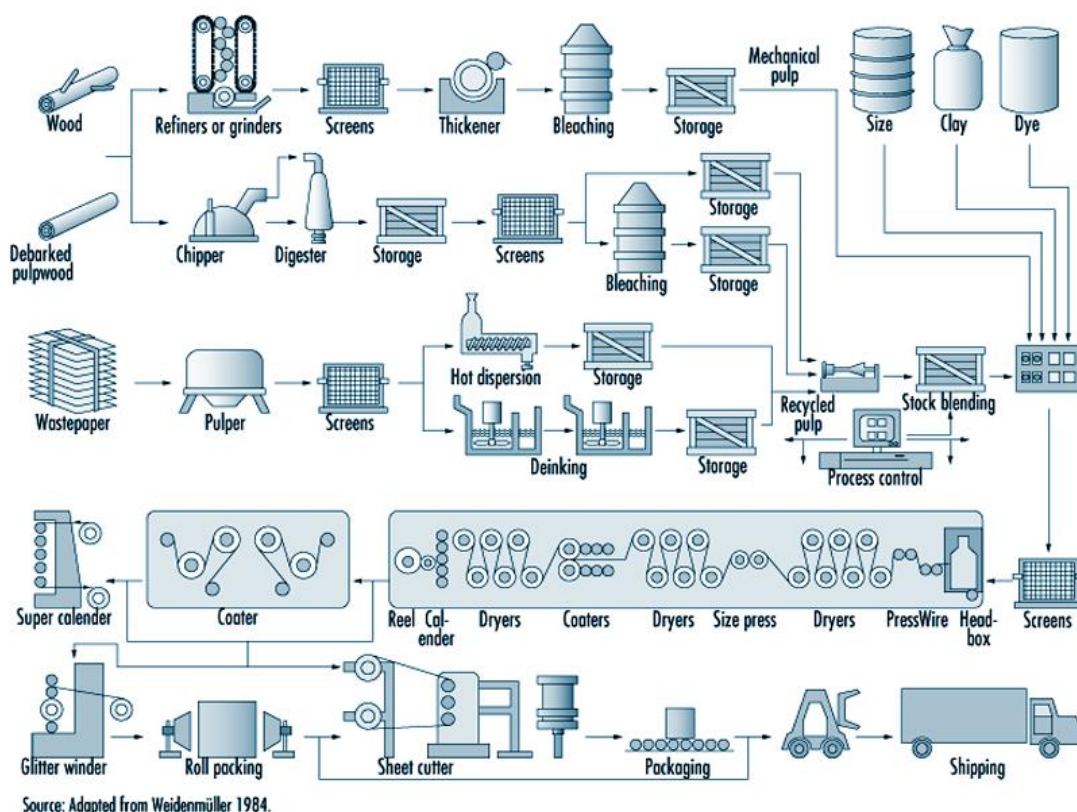 Wood
Refiners or grinders
Screens
Thickener
Bleaching
Storage
Mechanical
pulp
Size
Clay
Dye
Debarked
pulpwood
Chipper
Digester
Storage
Screens
Storage
Bleaching
Storage
Wastepaper
Pulper
Screens
Hot dispersion
Storage
Deinking
Storage
Recycled
pulp
Stock blending
Process control
Super calender
Coater
Reel
Cal-
ender
Dryers
Coaters
Dryers
Size press
Dryers
Press
Wire
Head-
box
Screens
Glitter winder
Roll packing
Sheet cutter
Packaging
Shipping
Source: Adapted from Weidenmüller 1984.